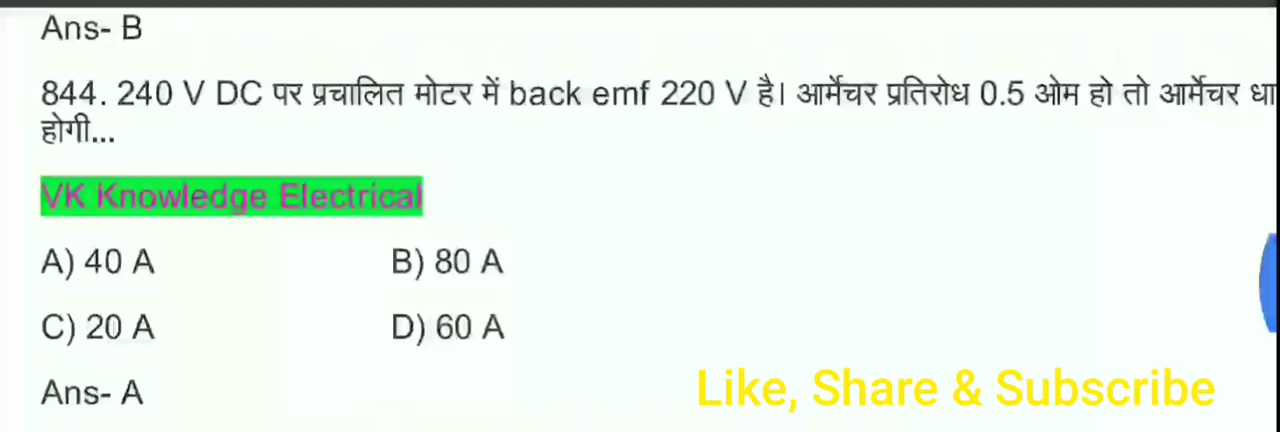 Ans- B
844. 240 V DC पर प्रचालित मोटर में back emf 220 V है। आर्मेचर प्रतिरोध 0.5 ओम हो तो आर्मेचर धा
होगी...
VK Knowledge Electrical
A) 40 A B) 80 A
C) 20 A D) 60 A
Ans- A
Like, Share & Subscribe